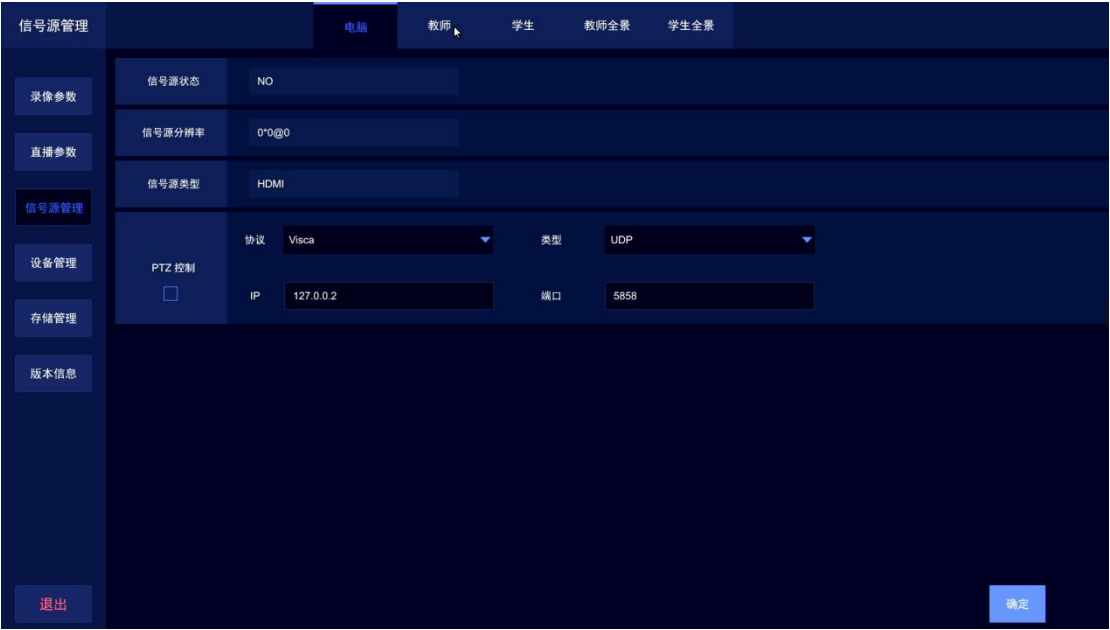 信号源管理
电脑 教师 学生 教师全景 学生全景
录像参数
直播参数
信号源管理
设备管理
存储管理
版本信息
退出
信号源状态 NO
信号源分辨率 0*0@0
信号源类型 HDMI
PTZ 控制
协议 Visca 类型 UDP
IP 127.0.0.2 端口 5858
确定